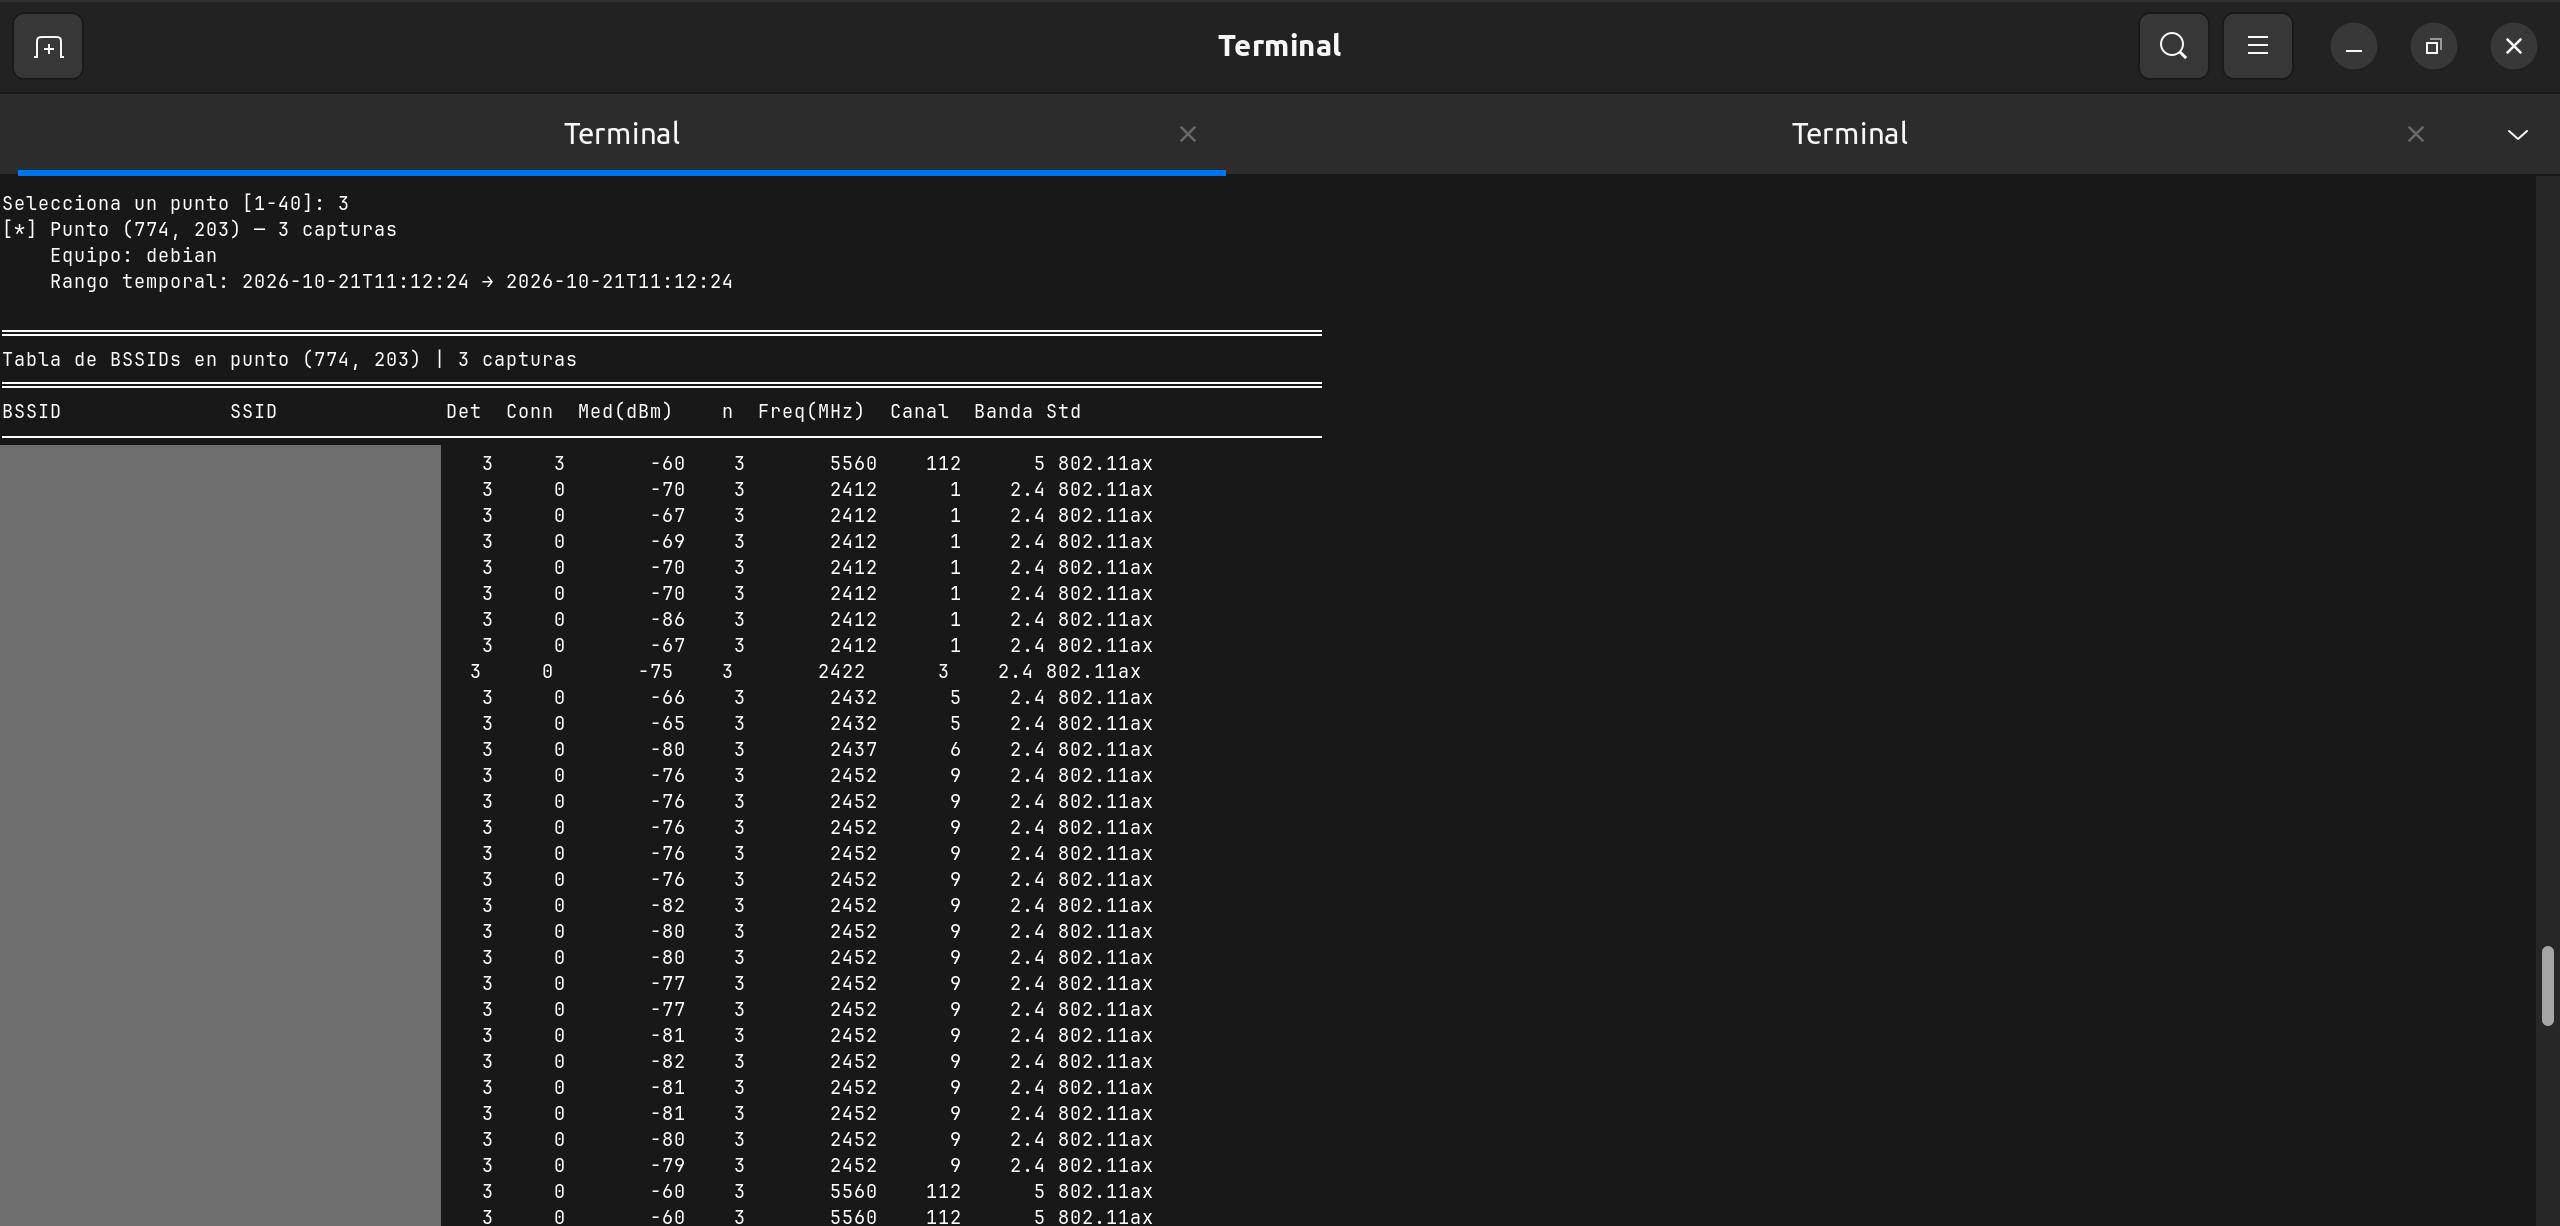 Terminal
Terminal Terminal
Selecciona un punto [1-40]: 3
[*] Punto (774, 203) — 3 capturas
Equipo: debian
Rango temporal: 2026-10-21T11:12:24 → 2026-10-21T11:12:24
Tabla de BSSIDs en punto (774, 203) | 3 capturas
BSSID SSID Det Conn Med(dBm) n Freq(MHz) Canal Banda Std
3 3 -60 3 5560 112 5 802.11ax
3 0 -70 3 2412 1 2.4 802.11ax
3 0 -67 3 2412 1 2.4 802.11ax
3 0 -69 3 2412 1 2.4 802.11ax
3 0 -70 3 2412 1 2.4 802.11ax
3 0 -70 3 2412 1 2.4 802.11ax
3 0 -86 3 2412 1 2.4 802.11ax
3 0 -67 3 2412 1 2.4 802.11ax
3 0 -75 3 2422 3 2.4 802.11ax
3 0 -66 3 2432 5 2.4 802.11ax
3 0 -65 3 2432 5 2.4 802.11ax
3 0 -80 3 2437 6 2.4 802.11ax
3 0 -76 3 2452 9 2.4 802.11ax
3 0 -76 3 2452 9 2.4 802.11ax
3 0 -76 3 2452 9 2.4 802.11ax
3 0 -76 3 2452 9 2.4 802.11ax
3 0 -76 3 2452 9 2.4 802.11ax
3 0 -82 3 2452 9 2.4 802.11ax
3 0 -80 3 2452 9 2.4 802.11ax
3 0 -80 3 2452 9 2.4 802.11ax
3 0 -77 3 2452 9 2.4 802.11ax
3 0 -77 3 2452 9 2.4 802.11ax
3 0 -81 3 2452 9 2.4 802.11ax
3 0 -82 3 2452 9 2.4 802.11ax
3 0 -81 3 2452 9 2.4 802.11ax
3 0 -81 3 2452 9 2.4 802.11ax
3 0 -80 3 2452 9 2.4 802.11ax
3 0 -79 3 2452 9 2.4 802.11ax
3 0 -60 3 5560 112 5 802.11ax
3 0 -60 3 5560 112 5 802.11ax